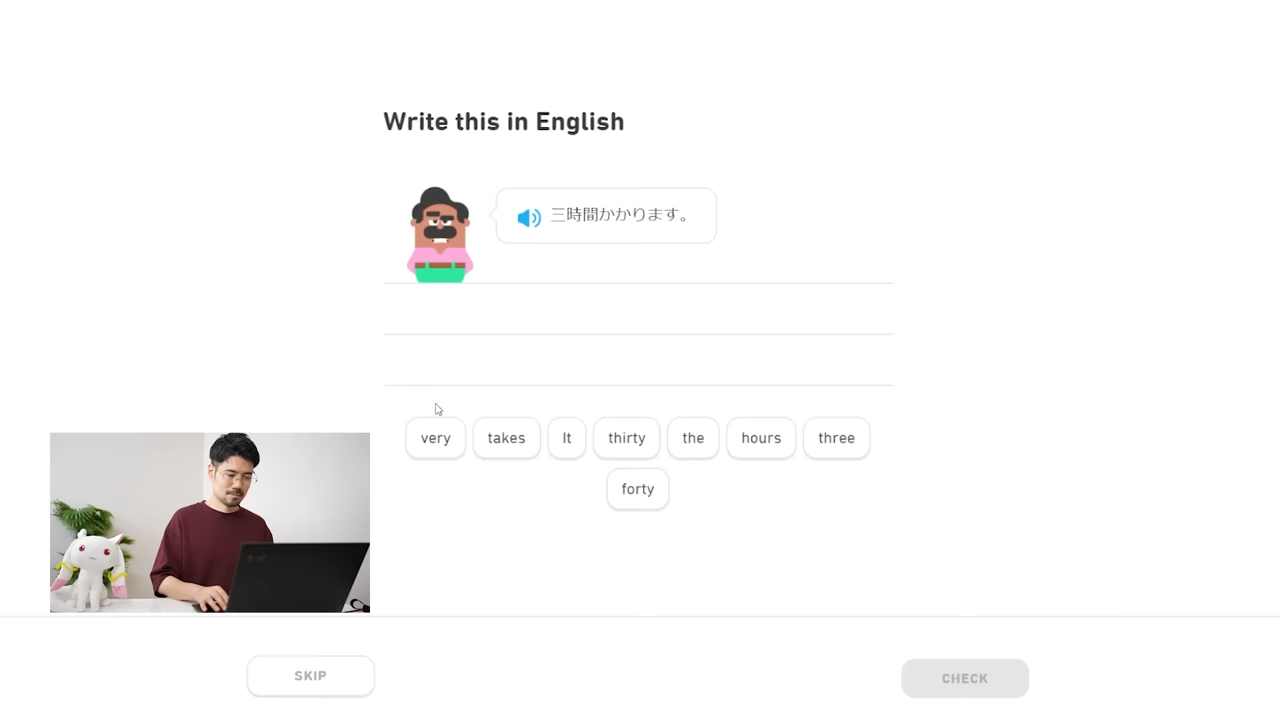 Write this in English
三時間かかります。
very takes It thirty the hours three
forty
SKIP CHECK